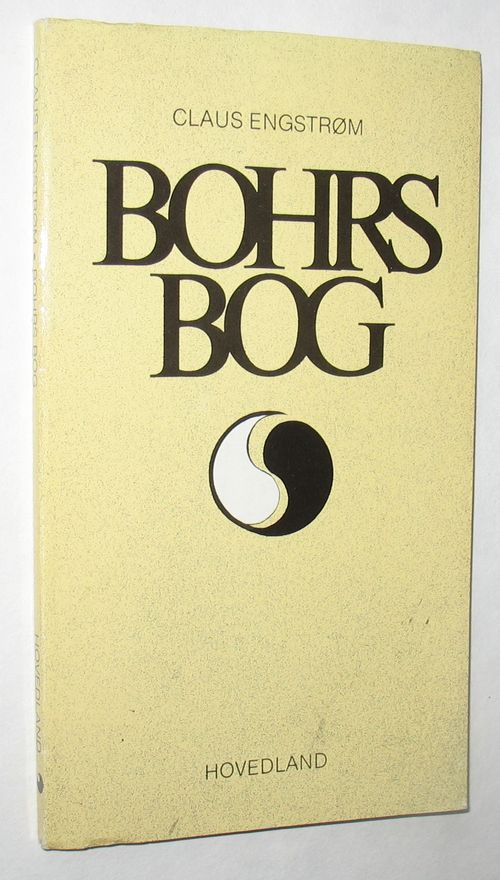 CLAUS ENGSTRØM
BOHRS
BOG
HOVEDLAND
CLAUS ENGSTRØM • BOHRS BOG
HOVEDLAND